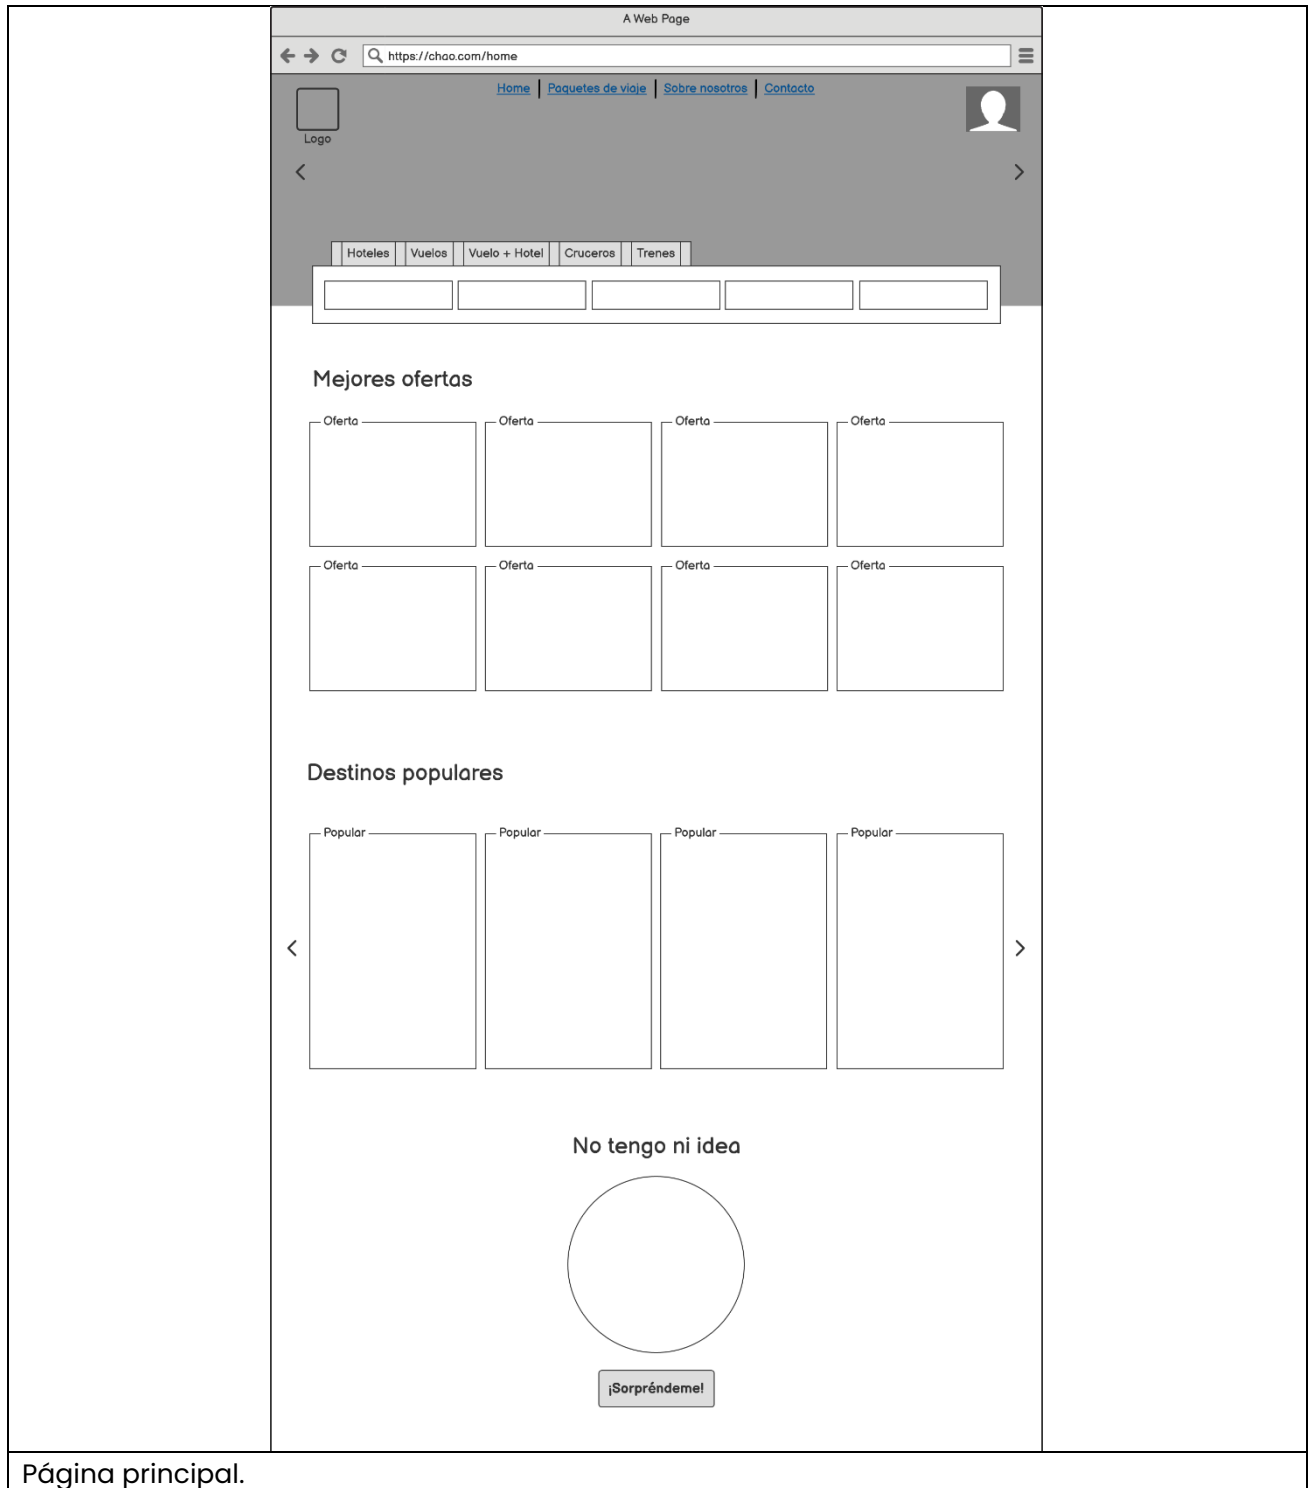 A Web Page
https://chao.com/home
Home Paquetes de viaje Sobre nosotros Contacto
Logo
Hoteles Vuelos Vuelo + Hotel Cruceros Trenes
Mejores ofertas
Oferta Oferta Oferta Oferta
Oferta Oferta Oferta Oferta
Destinos populares
Popular Popular Popular Popular
No tengo ni idea
¡Sorpréndeme!
Página principal.